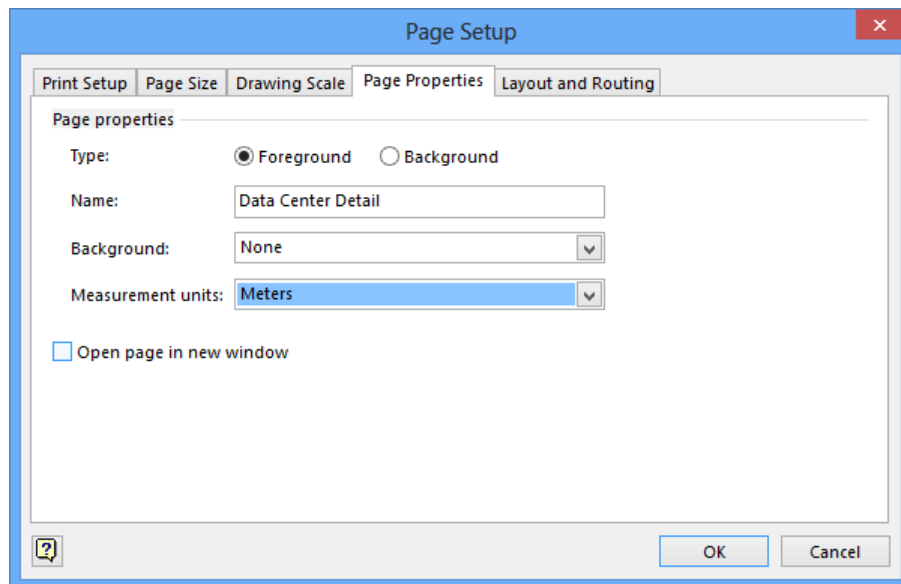 Page Setup
Print Setup Page Size Drawing Scale Page Properties Layout and Routing
Page properties
Type: Foreground Background
Name: Data Center Detail
Background: None
Measurement units: Meters
Open page in new window
OK Cancel